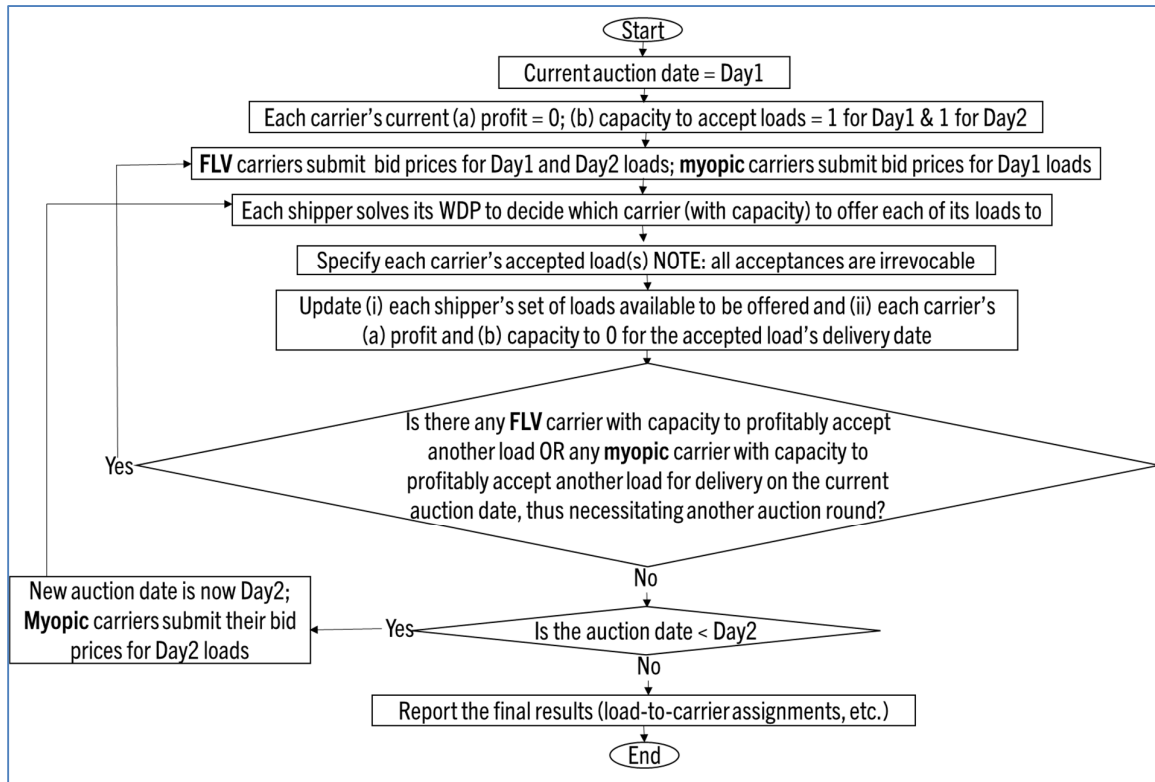 Start
Current auction date = Day1
Each carrier's current (a) profit = 0; (b) capacity to accept loads = 1 for Day1 & 1 for Day2
FLV carriers submit bid prices for Day1 and Day2 loads; myopic carriers submit bid prices for Day1 loads
Each shipper solves its WDP to decide which carrier (with capacity) to offer each of its loads to
Specify each carrier's accepted load(s) NOTE: all acceptances are irrevocable
Update (i) each shipper's set of loads available to be offered and (ii) each carrier's
(a) profit and (b) capacity to 0 for the accepted load's delivery date
Is there any FLV carrier with capacity to profitably accept
another load OR any myopic carrier with capacity to
profitably accept another load for delivery on the current
auction date, thus necessitating another auction round?
Yes
No
New auction date is now Day2;
Myopic carriers submit their bid
prices for Day2 loads
Yes
Is the auction date < Day2
No
Report the final results (load-to-carrier assignments, etc.)
End